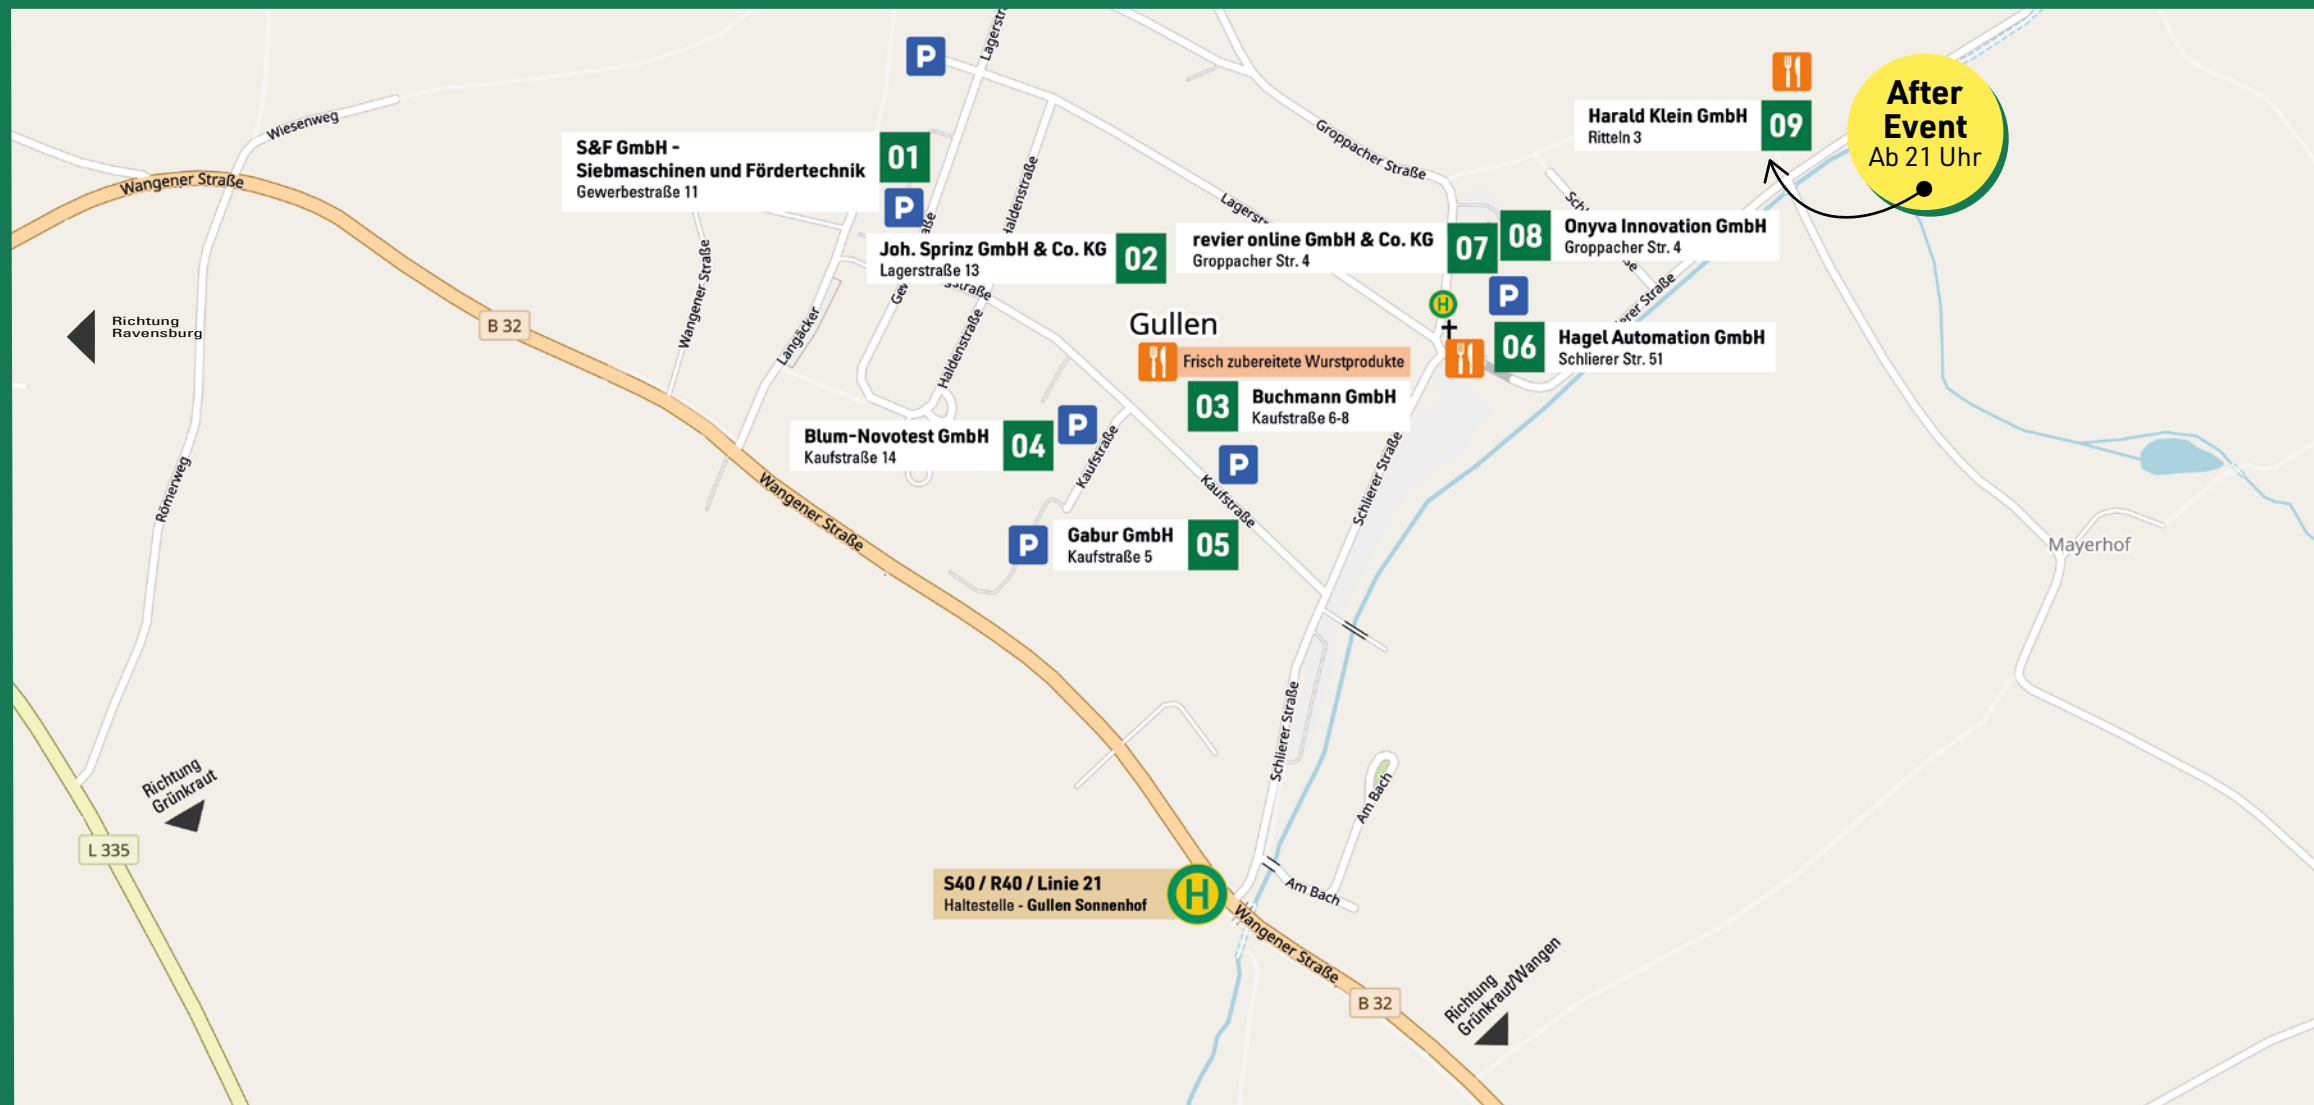 Lagerstr
P
After
Event
Ab 21 Uhr
Harald Klein GmbH
Ritteln 3
09
Wiesenweg
Groppacher Straße
S&F GmbH -
Siebmaschinen und Fördertechnik
Gewerbestraße 11
01
P
Wangener Straße
Haldenstraße
Lagerstr
Joh. Sprinz GmbH & Co. KG
Lagerstraße 13
02
revier online GmbH & Co. KG
Groppacher Str. 4
07
08
Onyva Innovation GmbH
Groppacher Str. 4
Wangener Straße
Langäcker
Haldenstraße
H
P
erer Straße
Richtung
Ravensburg
B 32
Gullen
Frisch zubereitete Wurstprodukte
06
Hagel Automation GmbH
Schlierer Str. 51
03
Buchmann GmbH
Kaufstraße 6-8
Blum-Novotest GmbH
Kaufstraße 14
04
P
P
Kaufstraße
Kaufstraße
Schlierer Straße
Römerweg
Wangener Straße
P
Gabur GmbH
Kaufstraße 5
05
Mayerhof
Schlierer Straße
Richtung
Grünkraut
Am Bach
L 335
S40 / R40 / Linie 21
Haltestelle - Gullen Sonnenhof
H
Am Bach
Wangener Straße
B 32
Richtung
Grünkraut/Wangen